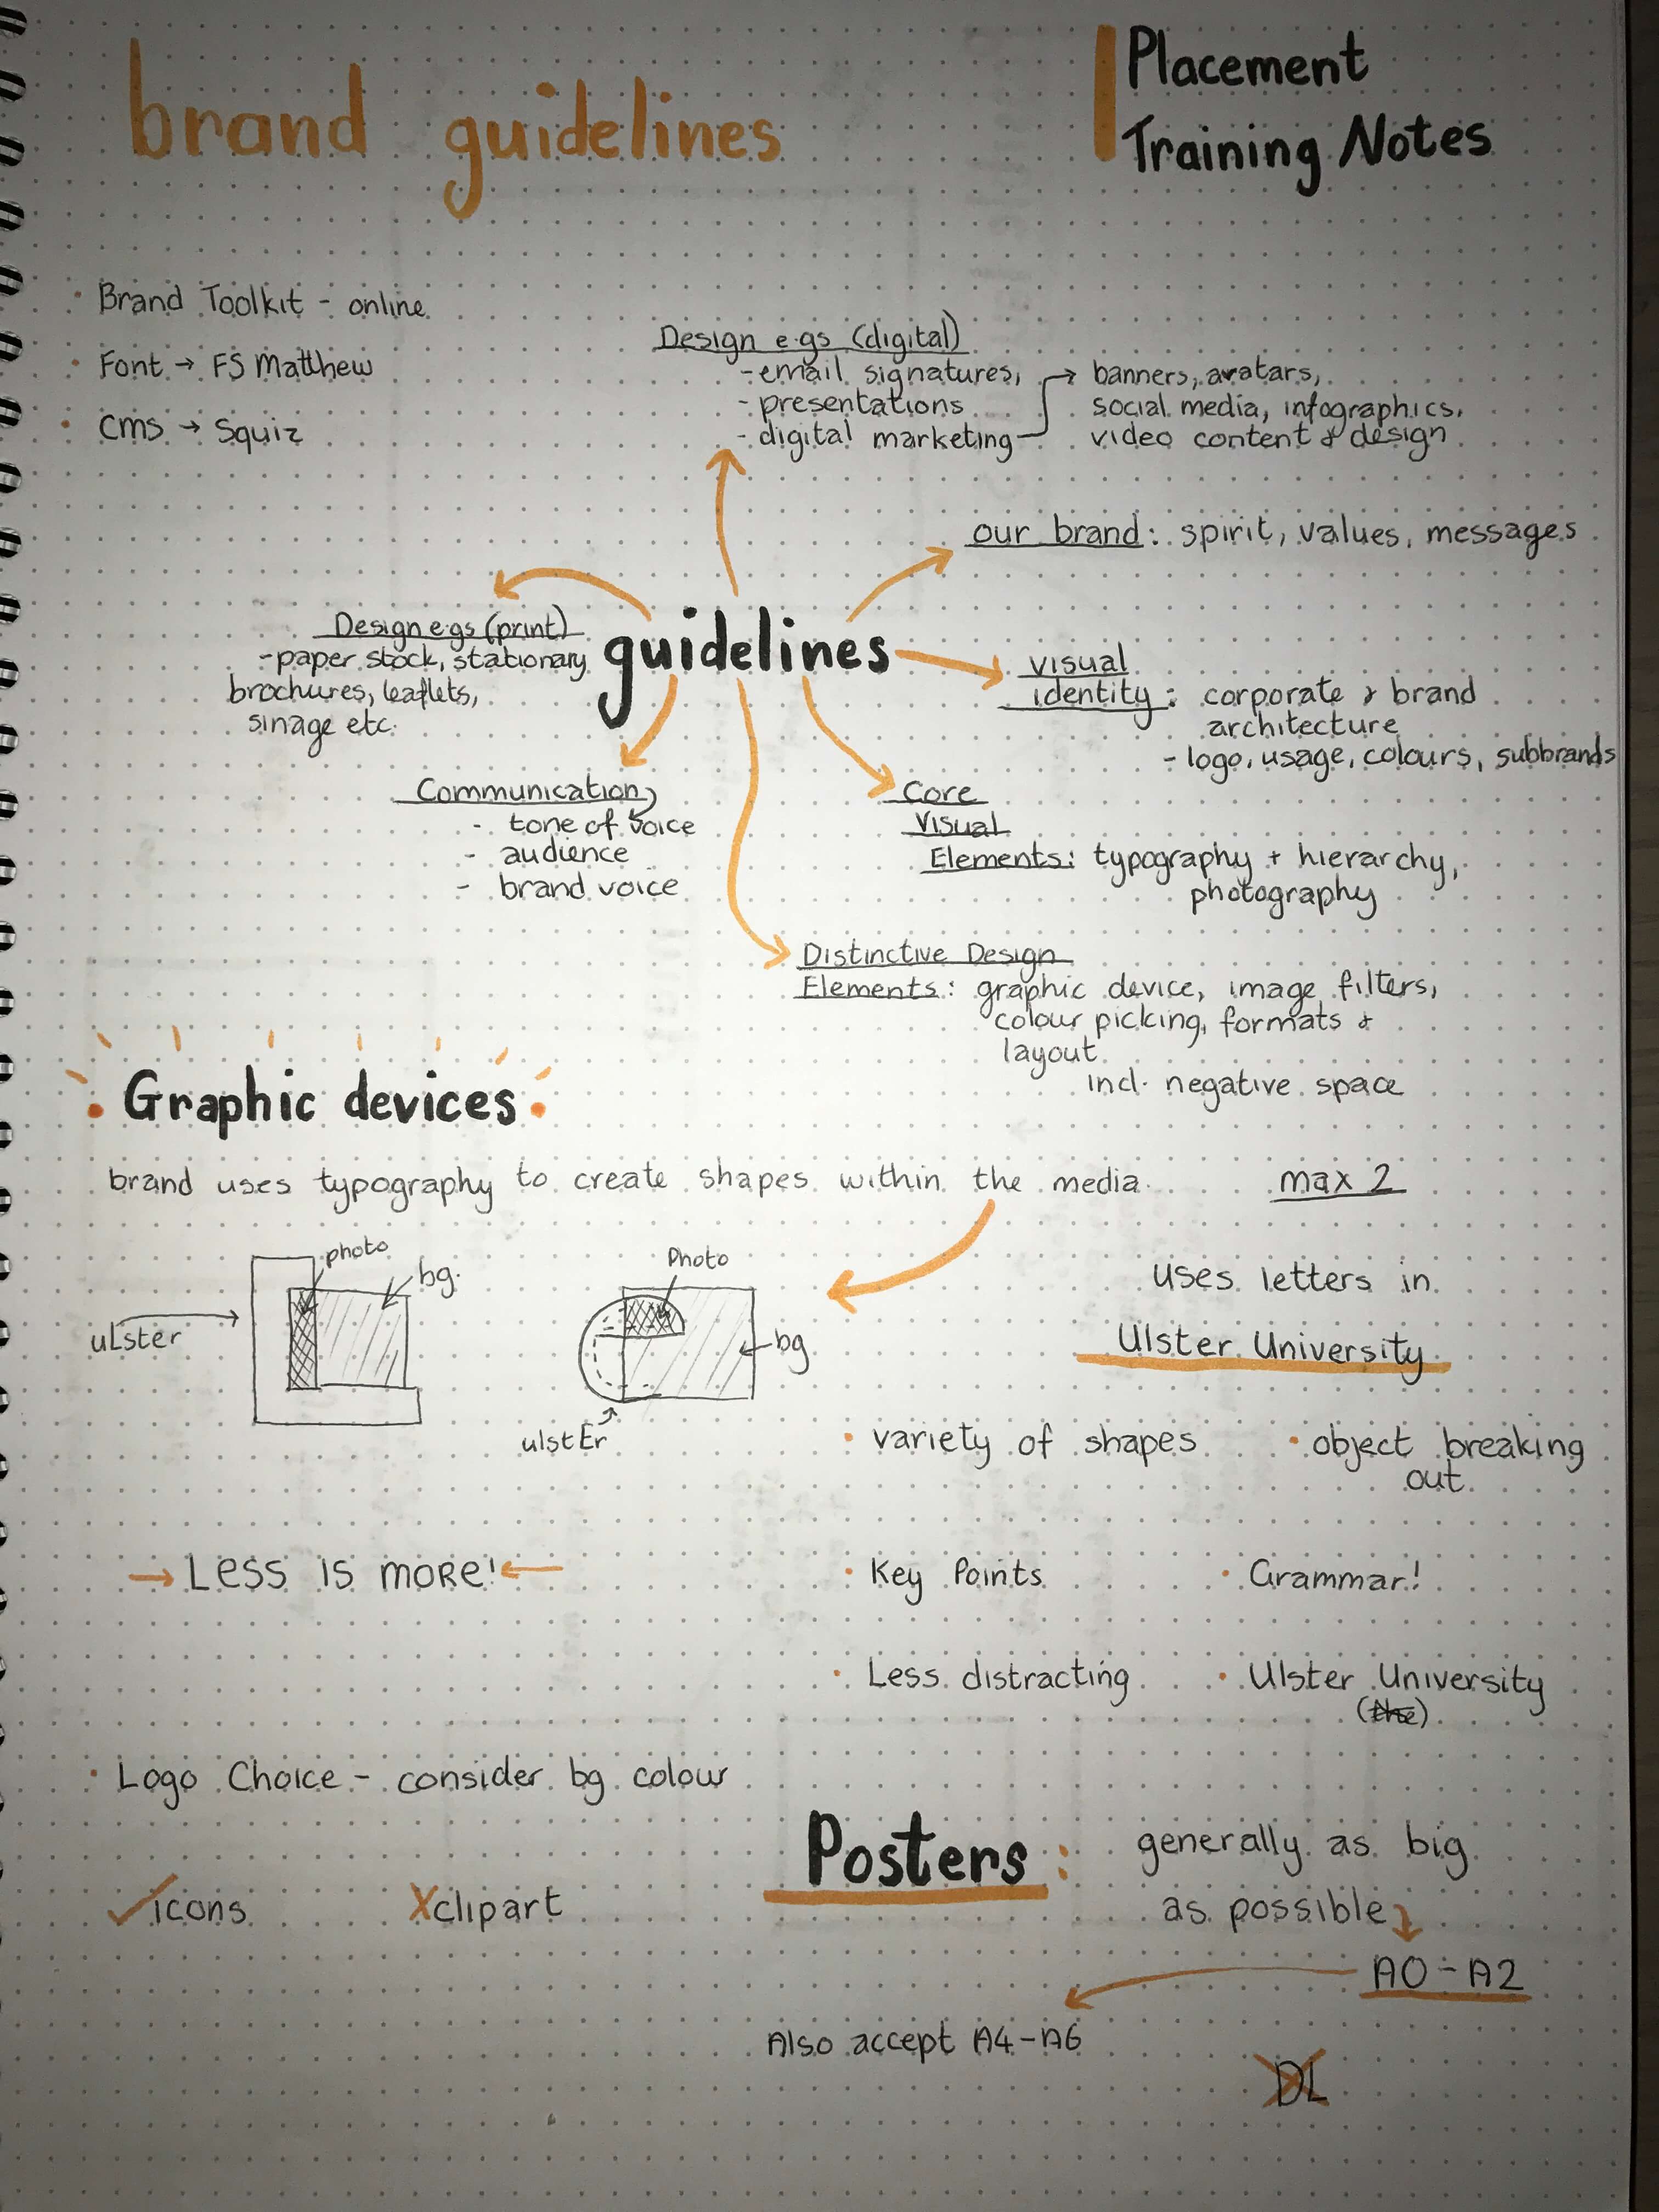 brand guidelines
Placement
Training Notes
• Brand Toolkit - online
• Font → FS Matthew
• CMS → Squiz
Design e.gs (digital)
- email signatures,
- presentations
- digital marketing
→ banners, avatars,
social media, infographics,
video content & design
our brand: spirit, values, messages
guidelines
Design e.gs (print)
- paper stock, stationary
brochures, leaflets,
sinage etc.
visual
identity: corporate & brand
architecture
- logo, usage, colours, subbrands
Communication
- tone of voice
- audience
- brand voice
Core
Visual
Elements: typography + hierarchy,
photography
Distinctive Design
Elements: graphic device, image filters,
colour picking, formats &
layout
incl. negative space
• Graphic devices •
brand uses typography to create shapes within the media
max 2
photo
bg.
uLster
Photo
bg
ulstEr
uses letters in
Ulster University
• variety of shapes
• object breaking
out
→ LESS IS MORE! ←
• Key Points
• Grammar!
• Less distracting
• Ulster University
(the)
• Logo Choice - consider bg colour
✓ icons
X clipart
Posters: generally as big
as possible
A0 - A2
Also accept A4 - A6
DL